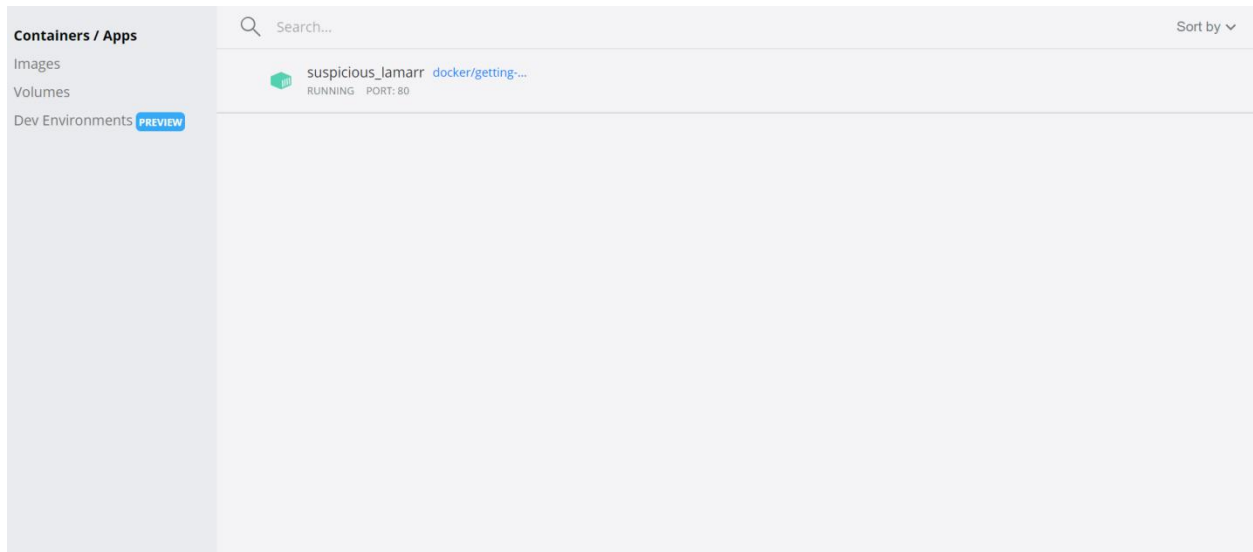 Containers / Apps
Images
Volumes
Dev Environments PREVIEW
Search...
Sort by
suspicious_lamarr docker/getting-...
RUNNING PORT: 80